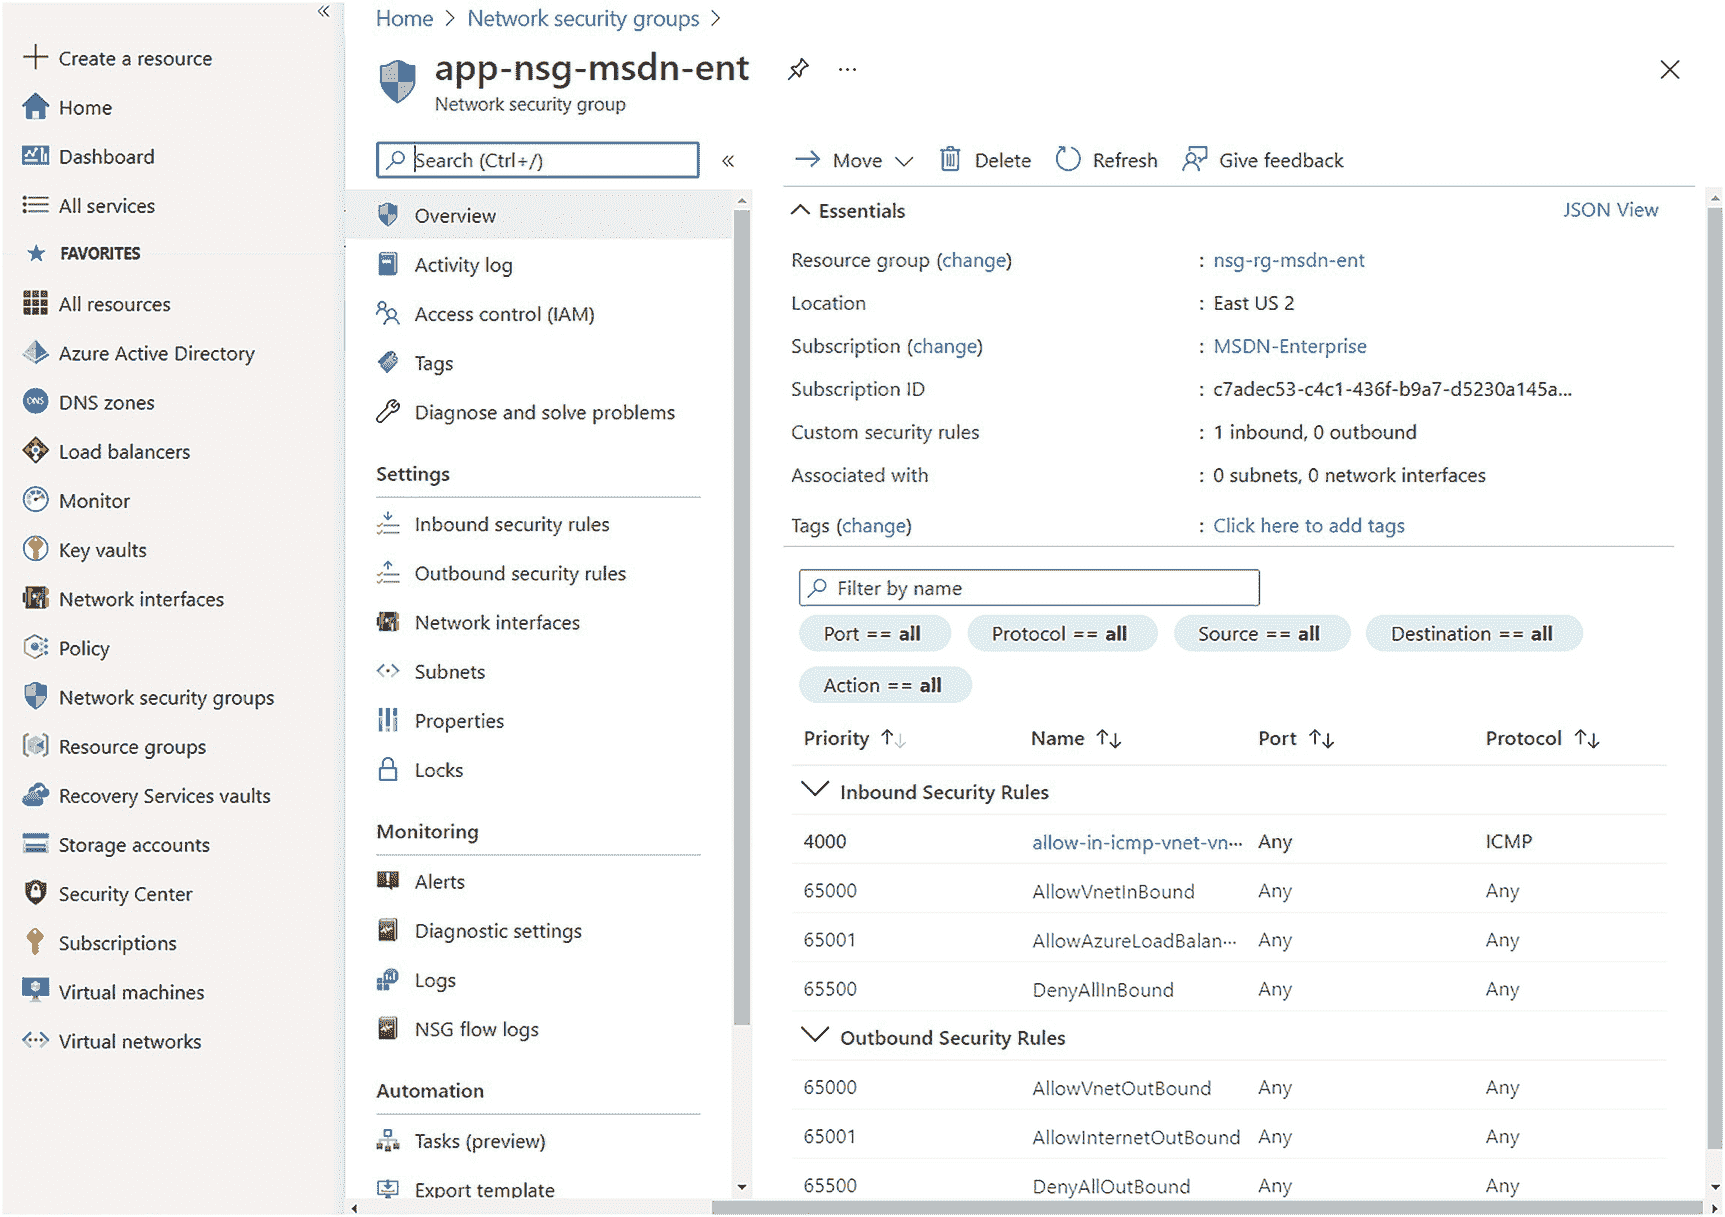 Create a resource
Home
Dashboard
All services
FAVORITES
All resources
Azure Active Directory
DNS zones
Load balancers
Monitor
Key vaults
Network interfaces
Policy
Network security groups
Resource groups
Recovery Services vaults
Storage accounts
Security Center
Subscriptions
Virtual machines
Virtual networks
Home > Network security groups >
app-nsg-msdn-ent
Network security group
Search (Ctrl+/)
Overview
Activity log
Access control (IAM)
Tags
Diagnose and solve problems
Settings
Inbound security rules
Outbound security rules
Network interfaces
Subnets
Properties
Locks
Monitoring
Alerts
Diagnostic settings
Logs
NSG flow logs
Automation
Tasks (preview)
Export template
Move Delete Refresh Give feedback
Essentials JSON View
Resource group (change) : nsg-rg-msdn-ent
Location : East US 2
Subscription (change) : MSDN-Enterprise
Subscription ID : c7adec53-c4c1-436f-b9a7-d5230a145a...
Custom security rules : 1 inbound, 0 outbound
Associated with : 0 subnets, 0 network interfaces
Tags (change) : Click here to add tags
Filter by name
Port == all Protocol == all Source == all Destination == all
Action == all
Priority Name Port Protocol
Inbound Security Rules
4000 allow-in-icmp-vnet-vn... Any ICMP
65000 AllowVnetInBound Any Any
65001 AllowAzureLoadBalan... Any Any
65500 DenyAllInBound Any Any
Outbound Security Rules
65000 AllowVnetOutBound Any Any
65001 AllowInternetOutBound Any Any
65500 DenyAllOutBound Any Any